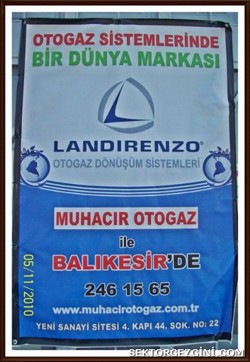 OTOGAZ SİSTEMLERİNDE
BİR DÜNYA MARKASI
LANDIRENZO®
OTOGAZ DÖNÜŞÜM SİSTEMLERİ
MUHACIR OTOGAZ
ile
BALIKESİR'DE
246 15 65
www.muhacirotogaz.com.tr
YENİ SANAYİ SİTESİ 4. KAPI 44. SOK. NO: 22
05/11/2010
SEKTORGEZGINI.COM